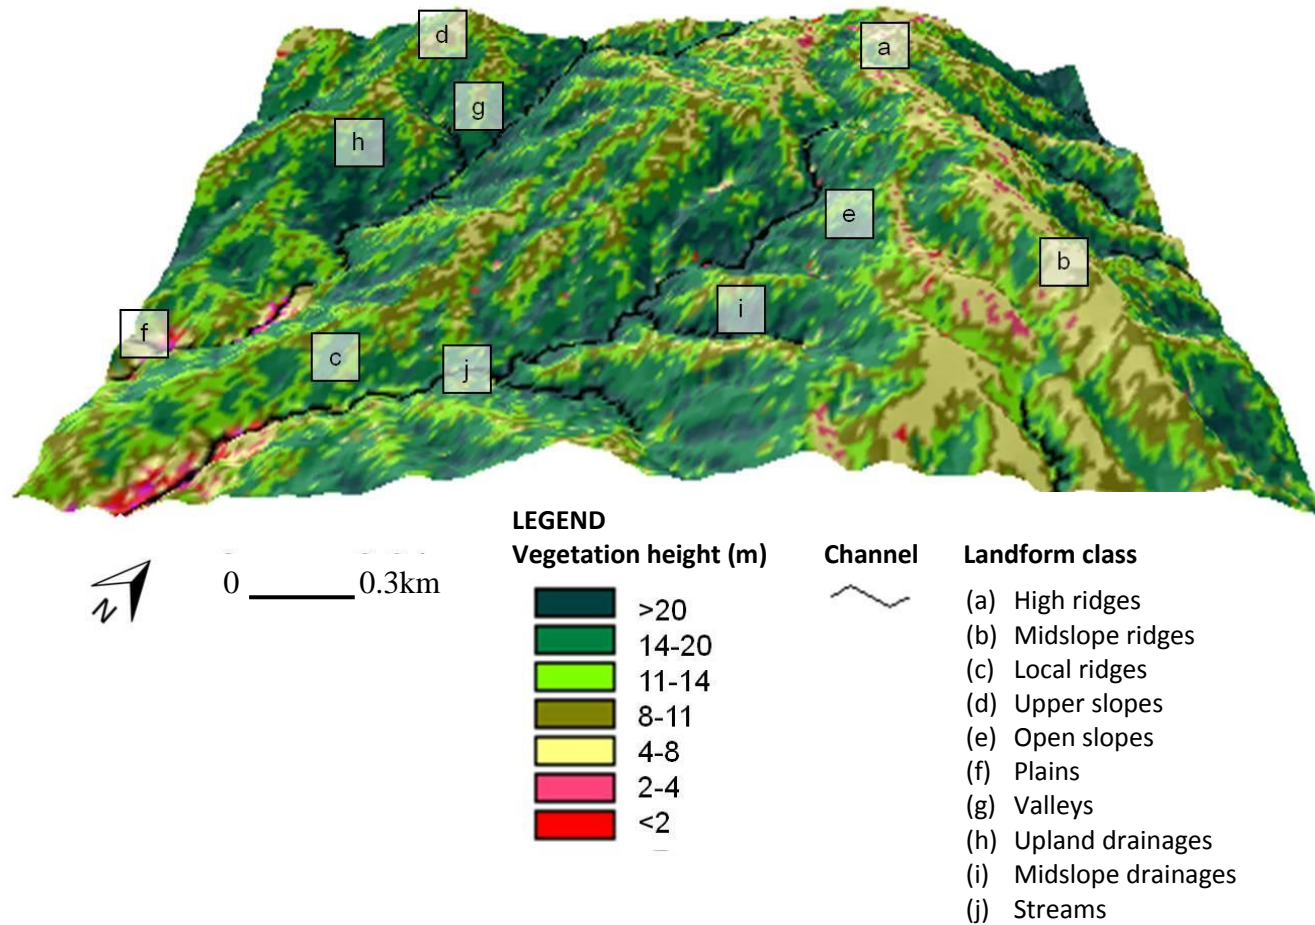 d
a
g
h
e
b
i
f
c
j
LEGEND
Vegetation height (m)
Channel
Landform class
N
0
0.3km
>20
14-20
11-14
8-11
4-8
2-4
<2
(a) High ridges
(b) Midslope ridges
(c) Local ridges
(d) Upper slopes
(e) Open slopes
(f) Plains
(g) Valleys
(h) Upland drainages
(i) Midslope drainages
(j) Streams